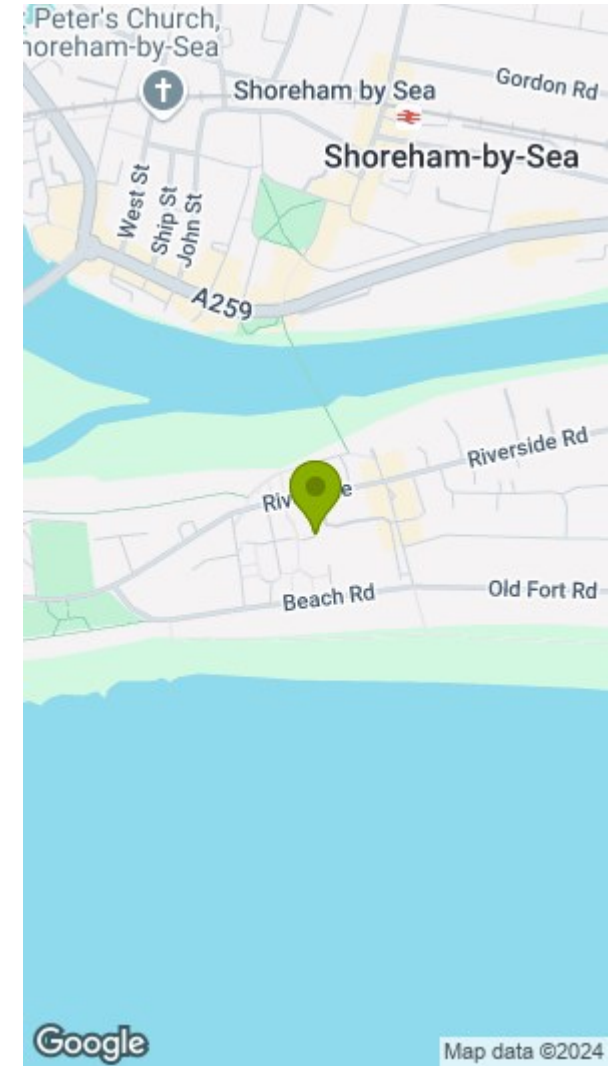 Peter's Church,
horeham-by-Sea
Shoreham by Sea
Gordon Rd
Shoreham-by-Sea
West St
Ship St
John St
A259
Riverside Rd
Beach Rd
Old Fort Rd
Google
Map data ©2024